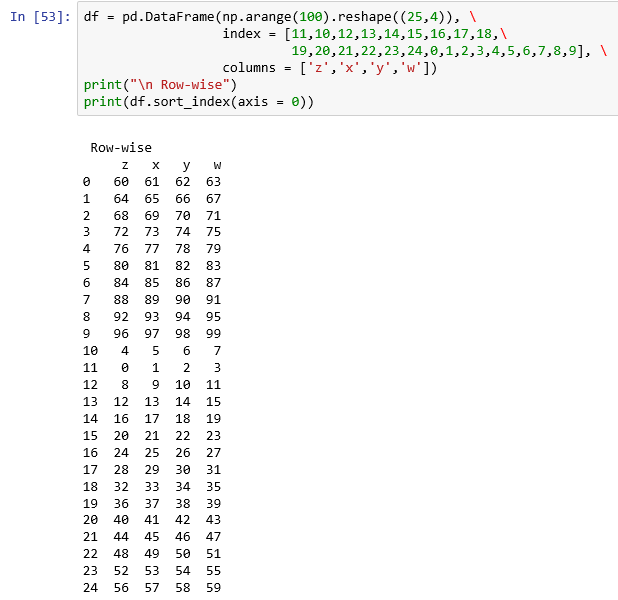 In [53]: df = pd.DataFrame(np.arange(100).reshape((25,4)), \
index = [11,10,12,13,14,15,16,17,18,\
19,20,21,22,23,24,0,1,2,3,4,5,6,7,8,9], \
columns = ['z','x','y','w'])
print("\n Row-wise")
print(df.sort_index(axis = 0))
Row-wise
z x y w
0 60 61 62 63
1 64 65 66 67
2 68 69 70 71
3 72 73 74 75
4 76 77 78 79
5 80 81 82 83
6 84 85 86 87
7 88 89 90 91
8 92 93 94 95
9 96 97 98 99
10 4 5 6 7
11 0 1 2 3
12 8 9 10 11
13 12 13 14 15
14 16 17 18 19
15 20 21 22 23
16 24 25 26 27
17 28 29 30 31
18 32 33 34 35
19 36 37 38 39
20 40 41 42 43
21 44 45 46 47
22 48 49 50 51
23 52 53 54 55
24 56 57 58 59